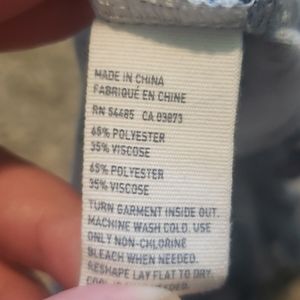 MADE IN CHINA
FABRIQUÉ EN CHINE
RN 54485 CA 03873
65% POLYESTER
35% VISCOSE
65% POLYESTER
35% VISCOSE
TURN GARMENT INSIDE OUT.
MACHINE WASH COLD. USE
ONLY NON-CHLORINE
BLEACH WHEN NEEDED.
RESHAPE LAY FLAT TO DRY.
NEEDED.